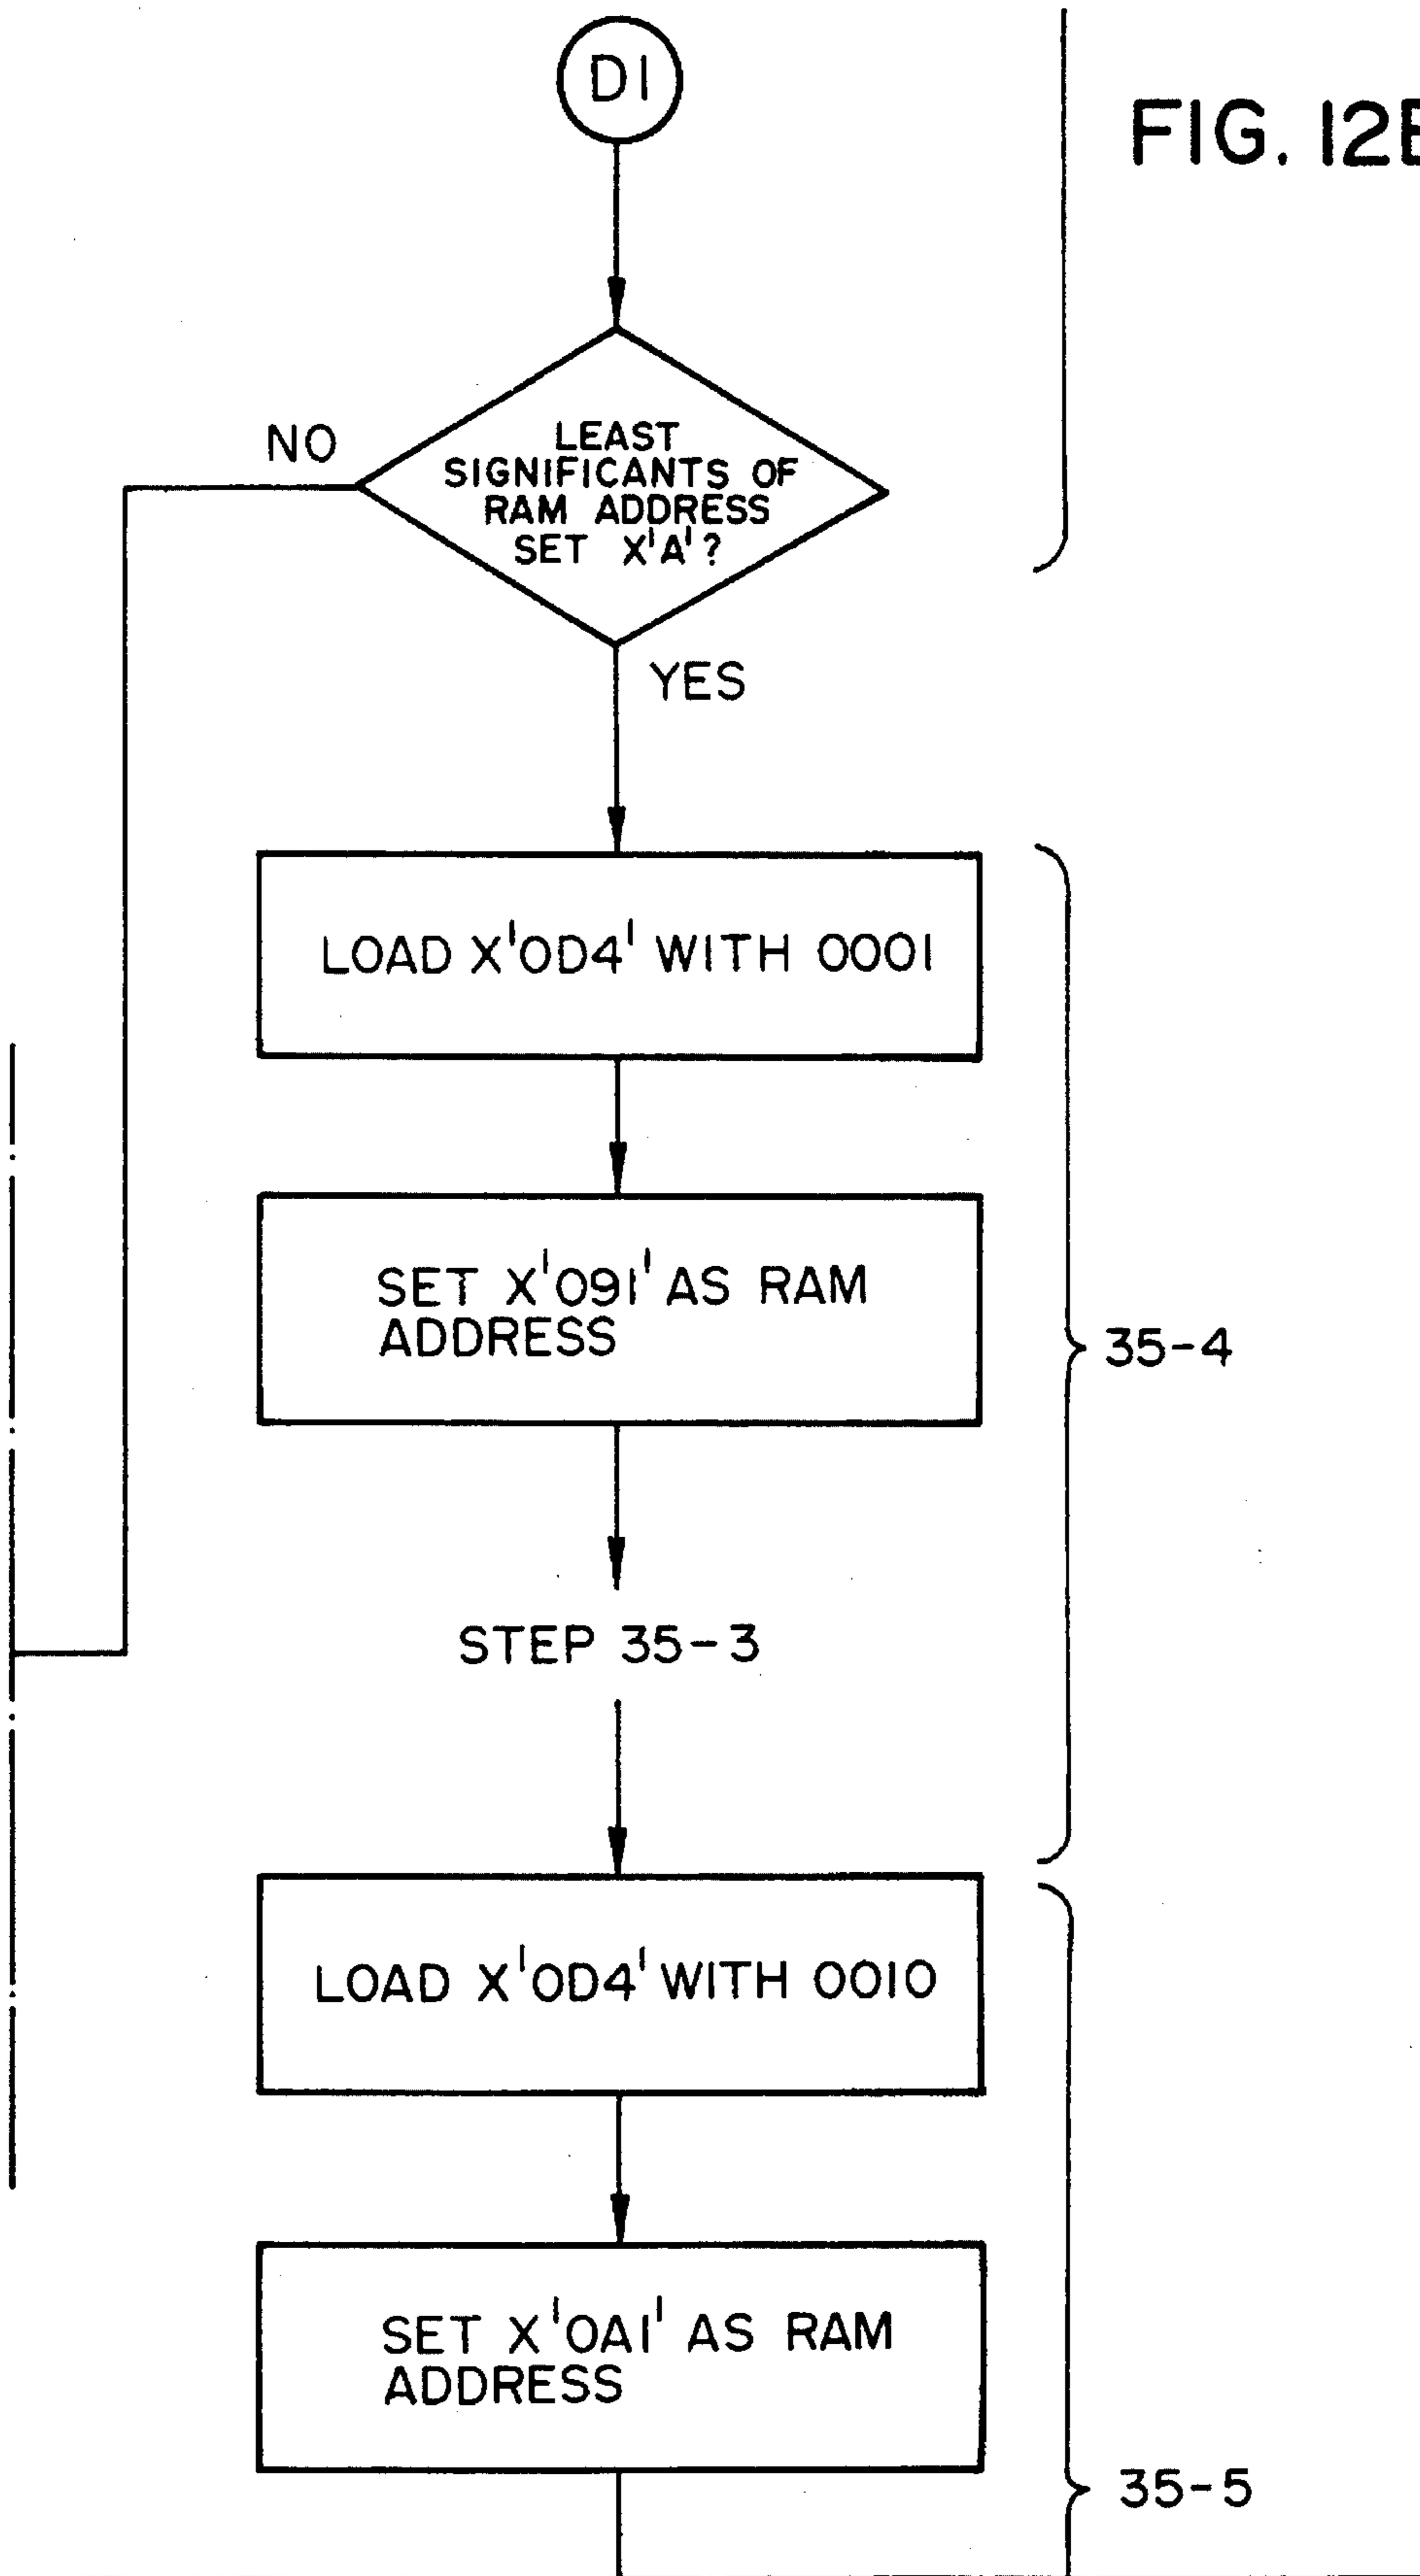 D1
FIG. 12E
NO
LEAST
SIGNIFICANTS OF
RAM ADDRESS
SET X'A'?
YES
LOAD X'0D4' WITH 0001
SET X'091' AS RAM
ADDRESS
35-4
STEP 35-3
LOAD X'0D4' WITH 0010
SET X'0A1' AS RAM
ADDRESS
35-5